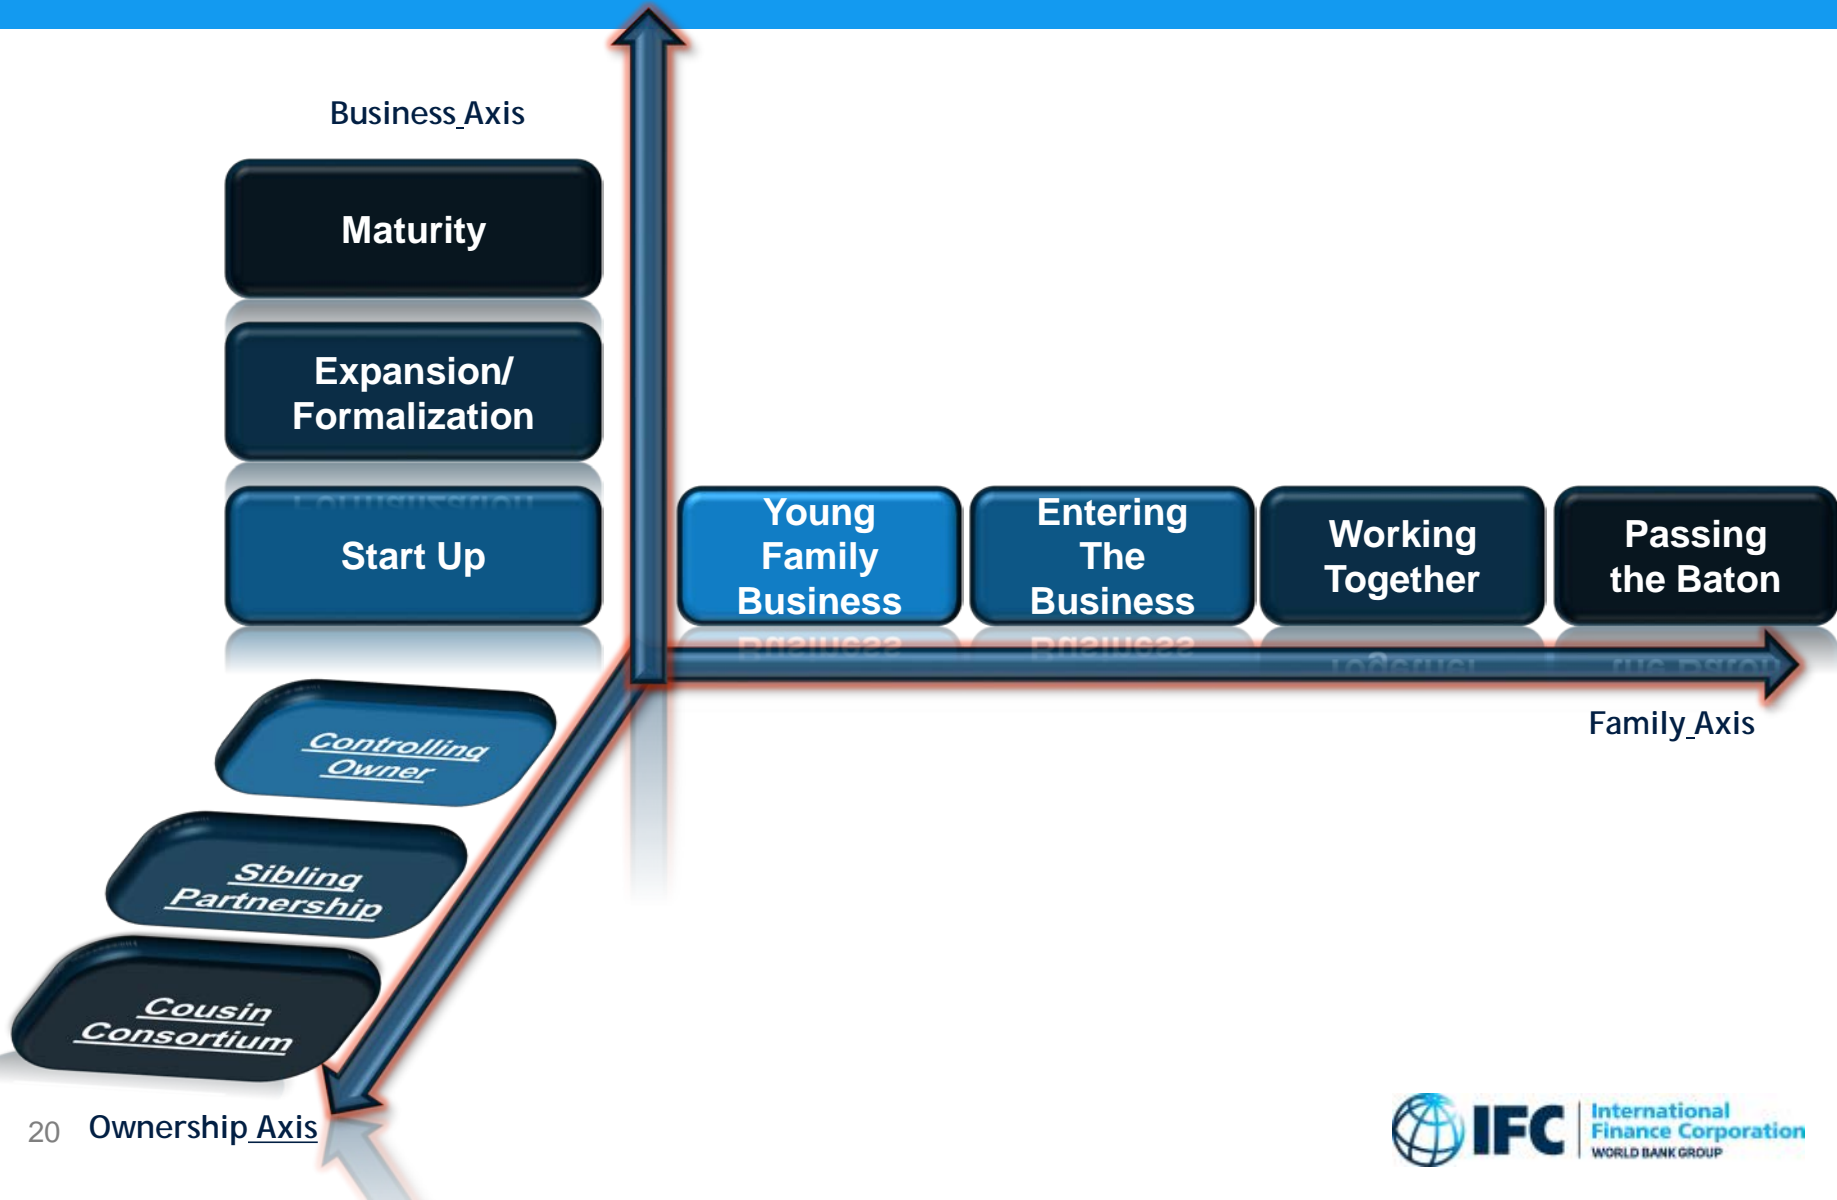 Business Axis
Maturity
Expansion/
Formalization
Start Up
Young
Family
Business
Entering
The
Business
Working
Together
Passing
the Baton
Family Axis
Controlling
Owner
Sibling
Partnership
Cousin
Consortium
Ownership Axis
20
IFC
International
Finance Corporation
WORLD BANK GROUP